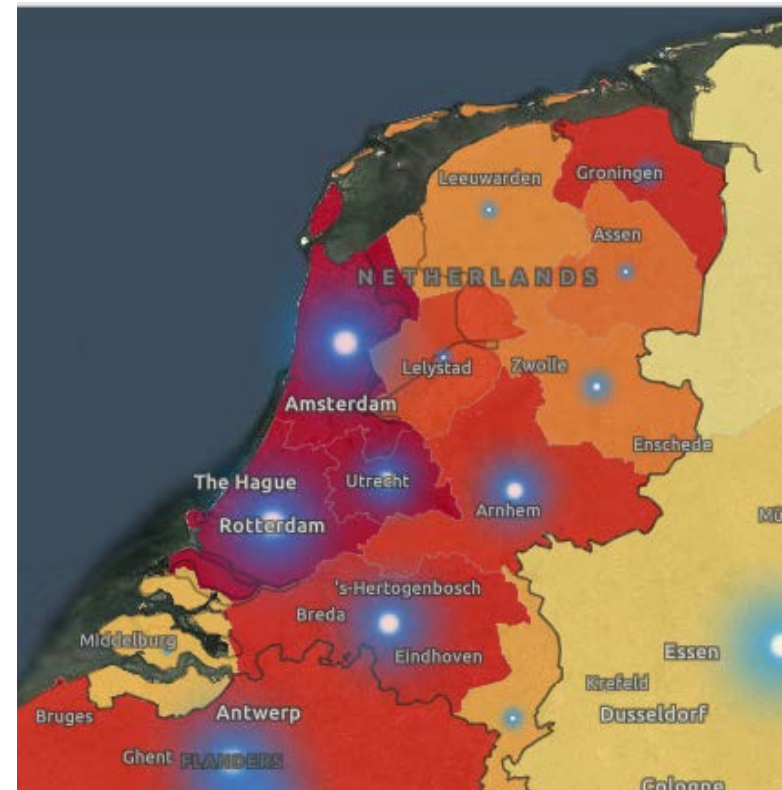 Leeuwarden
Groningen
Assen
NETHERLANDS
Lelystad
Zwolle
Amsterdam
Enschede
The Hague
Utrecht
Arnhem
Rotterdam
Mü
's-Hertogenbosch
Breda
Middelburg
Eindhoven
Essen
Krefeld
Bruges
Antwerp
Dusseldorf
Ghent
FLANDERS
Cologne